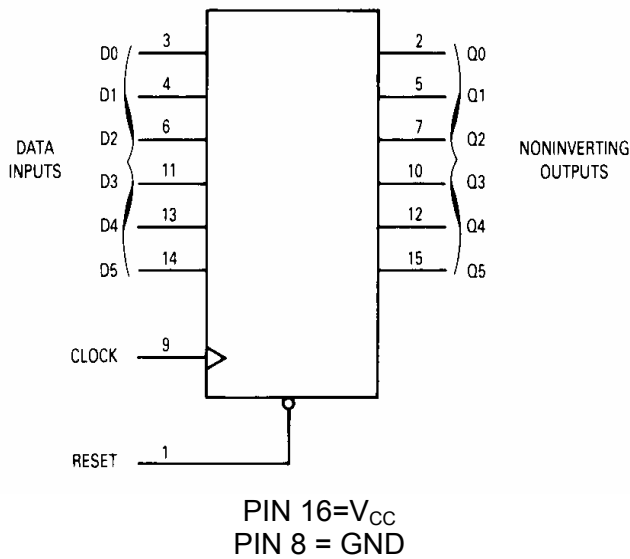 D0 3 2 Q0
D1 4 5 Q1
D2 6 7 Q2
DATA INPUTS
NONINVERTING OUTPUTS
D3 11 10 Q3
D4 13 12 Q4
D5 14 15 Q5
CLOCK 9
RESET 1
PIN 16=VCC
PIN 8 = GND